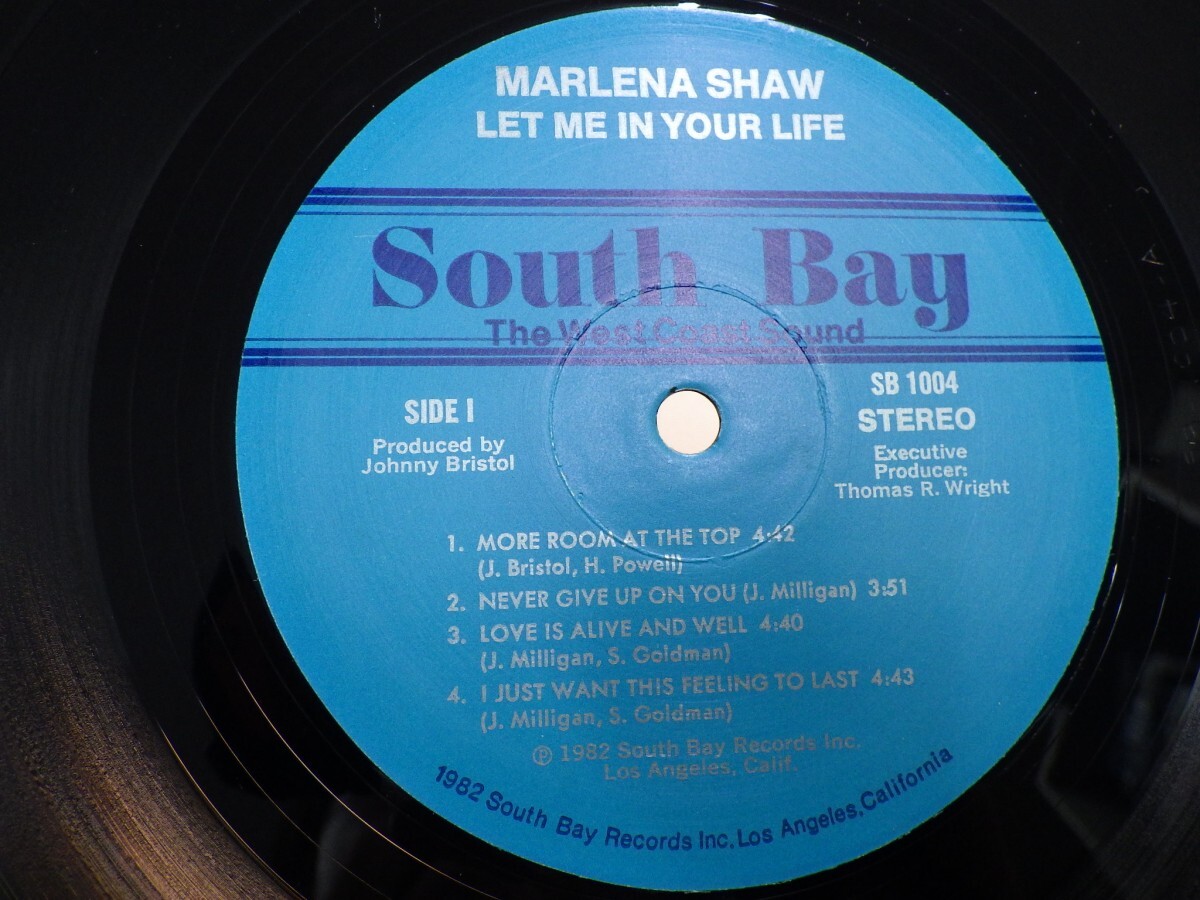 MARLENA SHAW
LET ME IN YOUR LIFE
South Bay
The West Coast Sound
SIDE I
Produced by
Johnny Bristol
SB 1004
STEREO
Executive
Producer:
Thomas R. Wright
1. MORE ROOM AT THE TOP 4:42
(J. Bristol, H. Powell)
2. NEVER GIVE UP ON YOU (J. Milligan) 3:51
3. LOVE IS ALIVE AND WELL 4:40
(J. Milligan, S. Goldman)
4. I JUST WANT THIS FEELING TO LAST 4:43
(J. Milligan, S. Goldman)
℗ 1982 South Bay Records Inc.
Los Angeles, Calif.
1982 South Bay Records Inc. Los Angeles, California